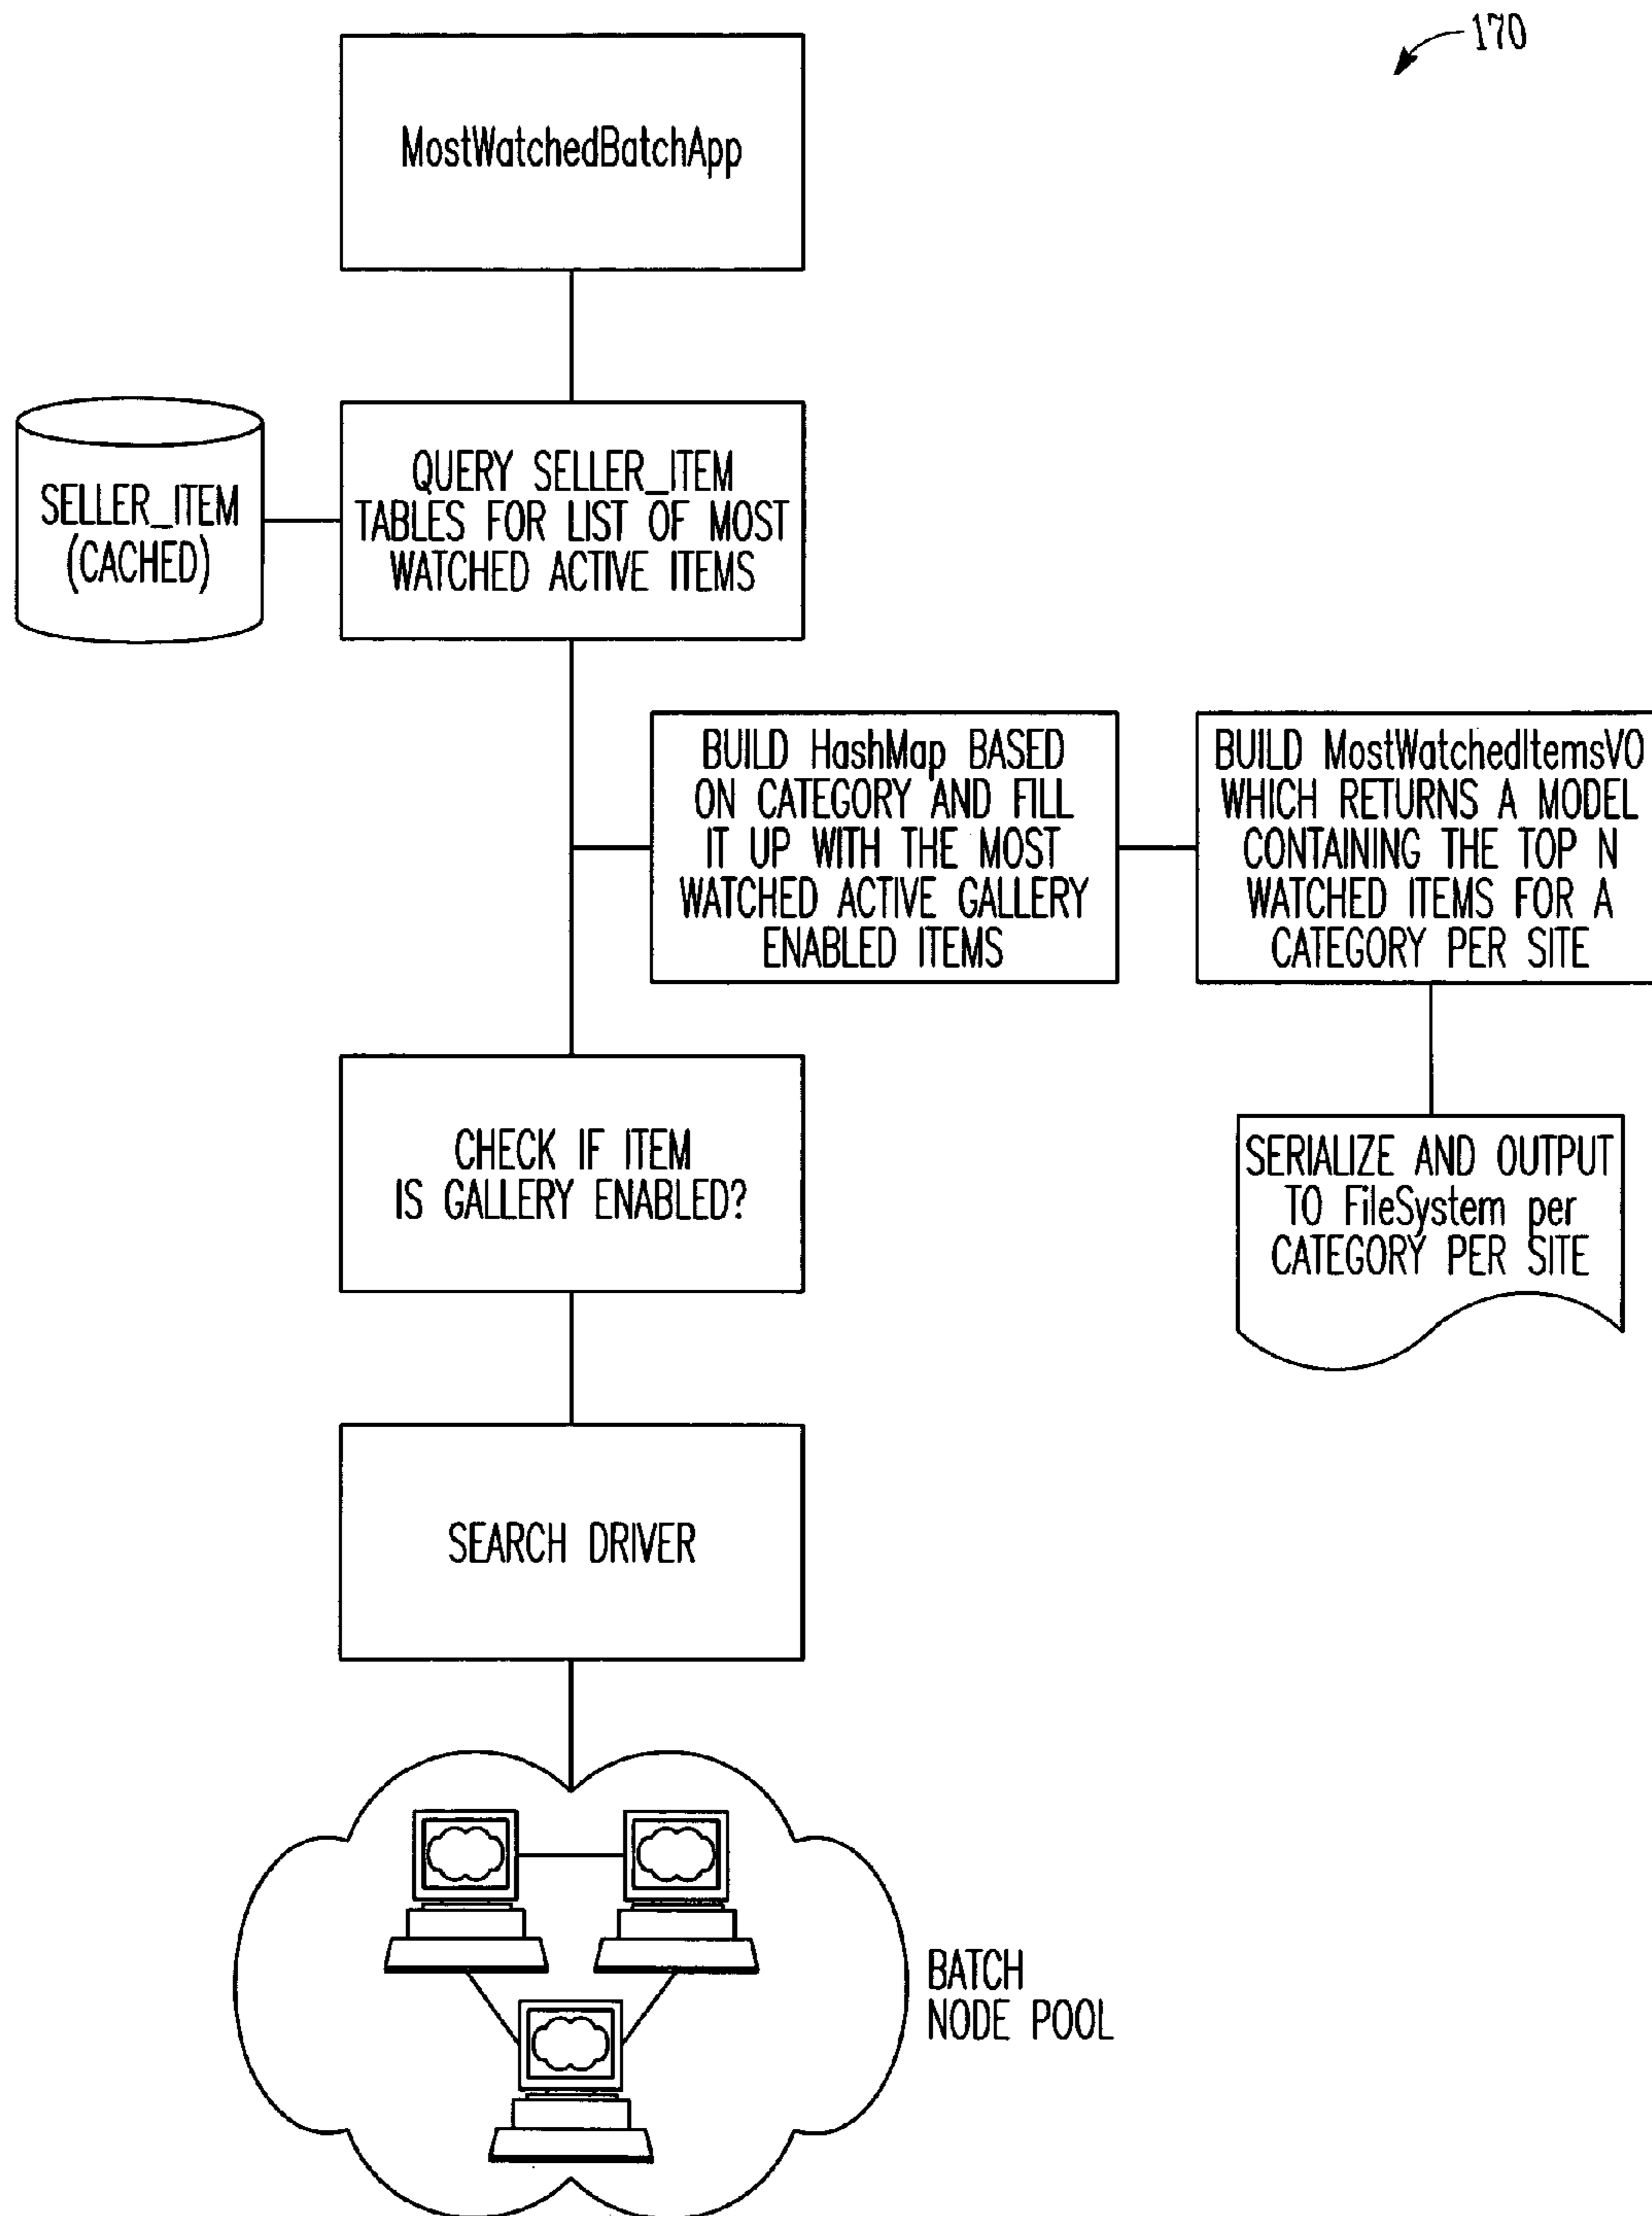 170
MostWatchedBatchApp
SELLER_ITEM
(CACHED)
QUERY SELLER_ITEM
TABLES FOR LIST OF MOST
WATCHED ACTIVE ITEMS
BUILD HashMap BASED
ON CATEGORY AND FILL
IT UP WITH THE MOST
WATCHED ACTIVE GALLERY
ENABLED ITEMS
BUILD MostWatchedItemsVO
WHICH RETURNS A MODEL
CONTAINING THE TOP N
WATCHED ITEMS FOR A
CATEGORY PER SITE
CHECK IF ITEM
IS GALLERY ENABLED?
SERIALIZE AND OUTPUT
TO FileSystem per
CATEGORY PER SITE
SEARCH DRIVER
BATCH
NODE POOL